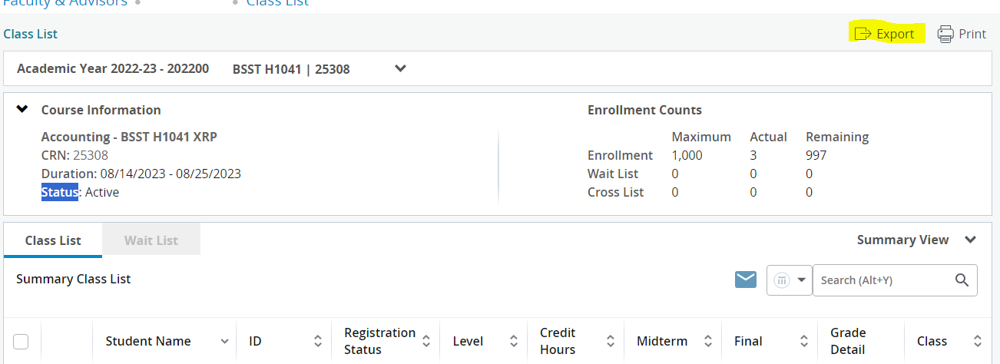 Faculty & Advisors • • Class List
Class List
Export Print
Academic Year 2022-23 - 202200 BSST H1041 | 25308
Course Information
Accounting - BSST H1041 XRP
CRN: 25308
Duration: 08/14/2023 - 08/25/2023
Status: Active
Enrollment Counts
Maximum Actual Remaining
Enrollment 1,000 3 997
Wait List 0 0 0
Cross List 0 0 0
Class List Wait List Summary View
Summary Class List Search (Alt+Y)
Student Name ID Registration Status Level Credit Hours Midterm Final Grade Detail Class